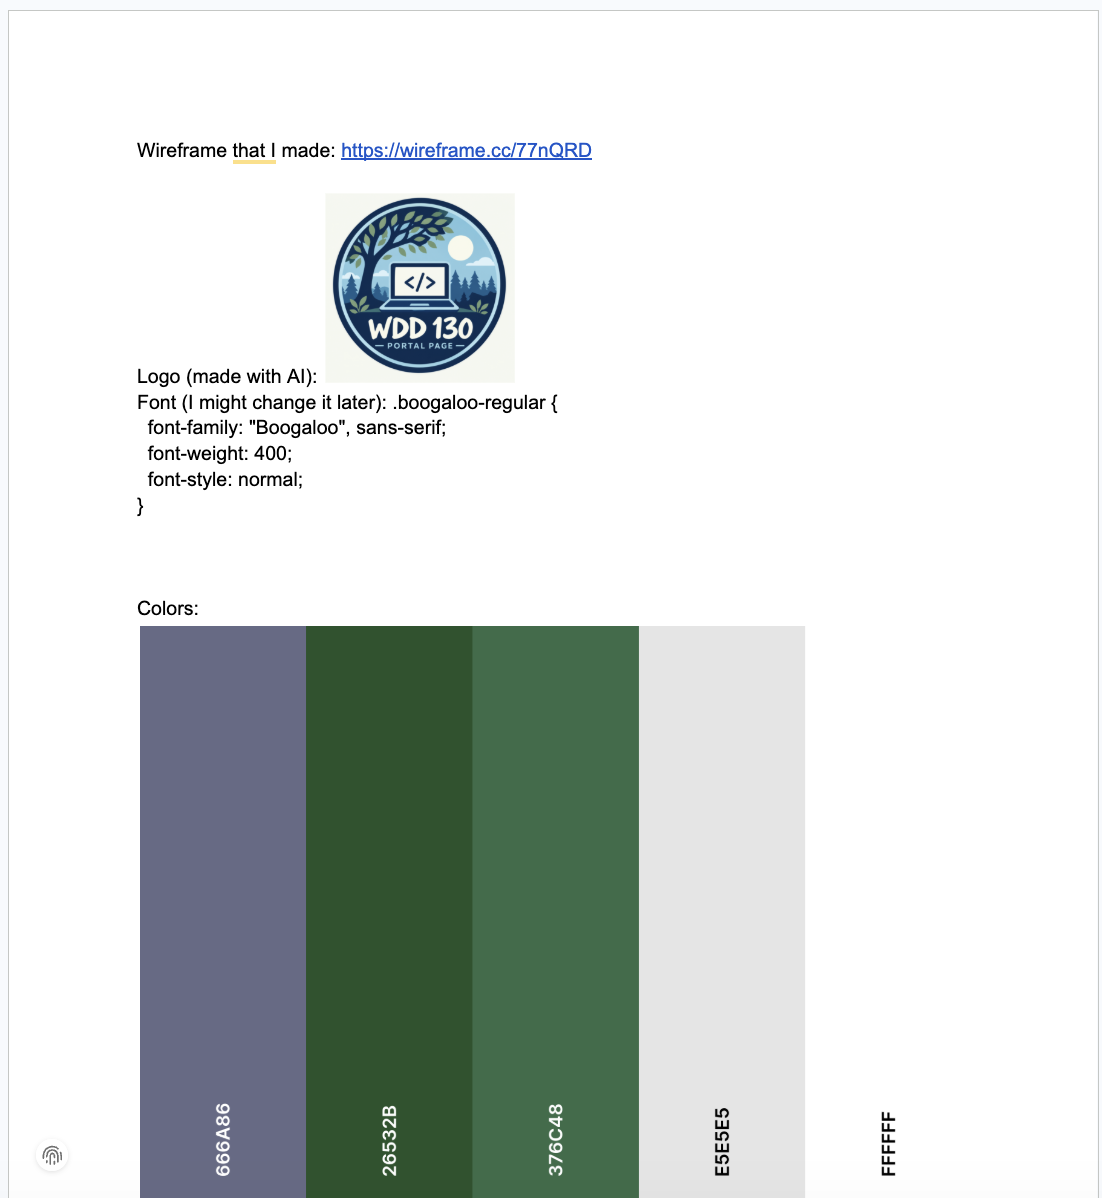 Wireframe that I made: https://wireframe.cc/77nQRD
</>
WDD 130
— PORTAL PAGE —
Logo (made with AI):
Font (I might change it later): .boogaloo-regular {
font-family: "Boogaloo", sans-serif;
font-weight: 400;
font-style: normal;
}
Colors:
666A86
26532B
376C48
E5E5E5
FFFFFF